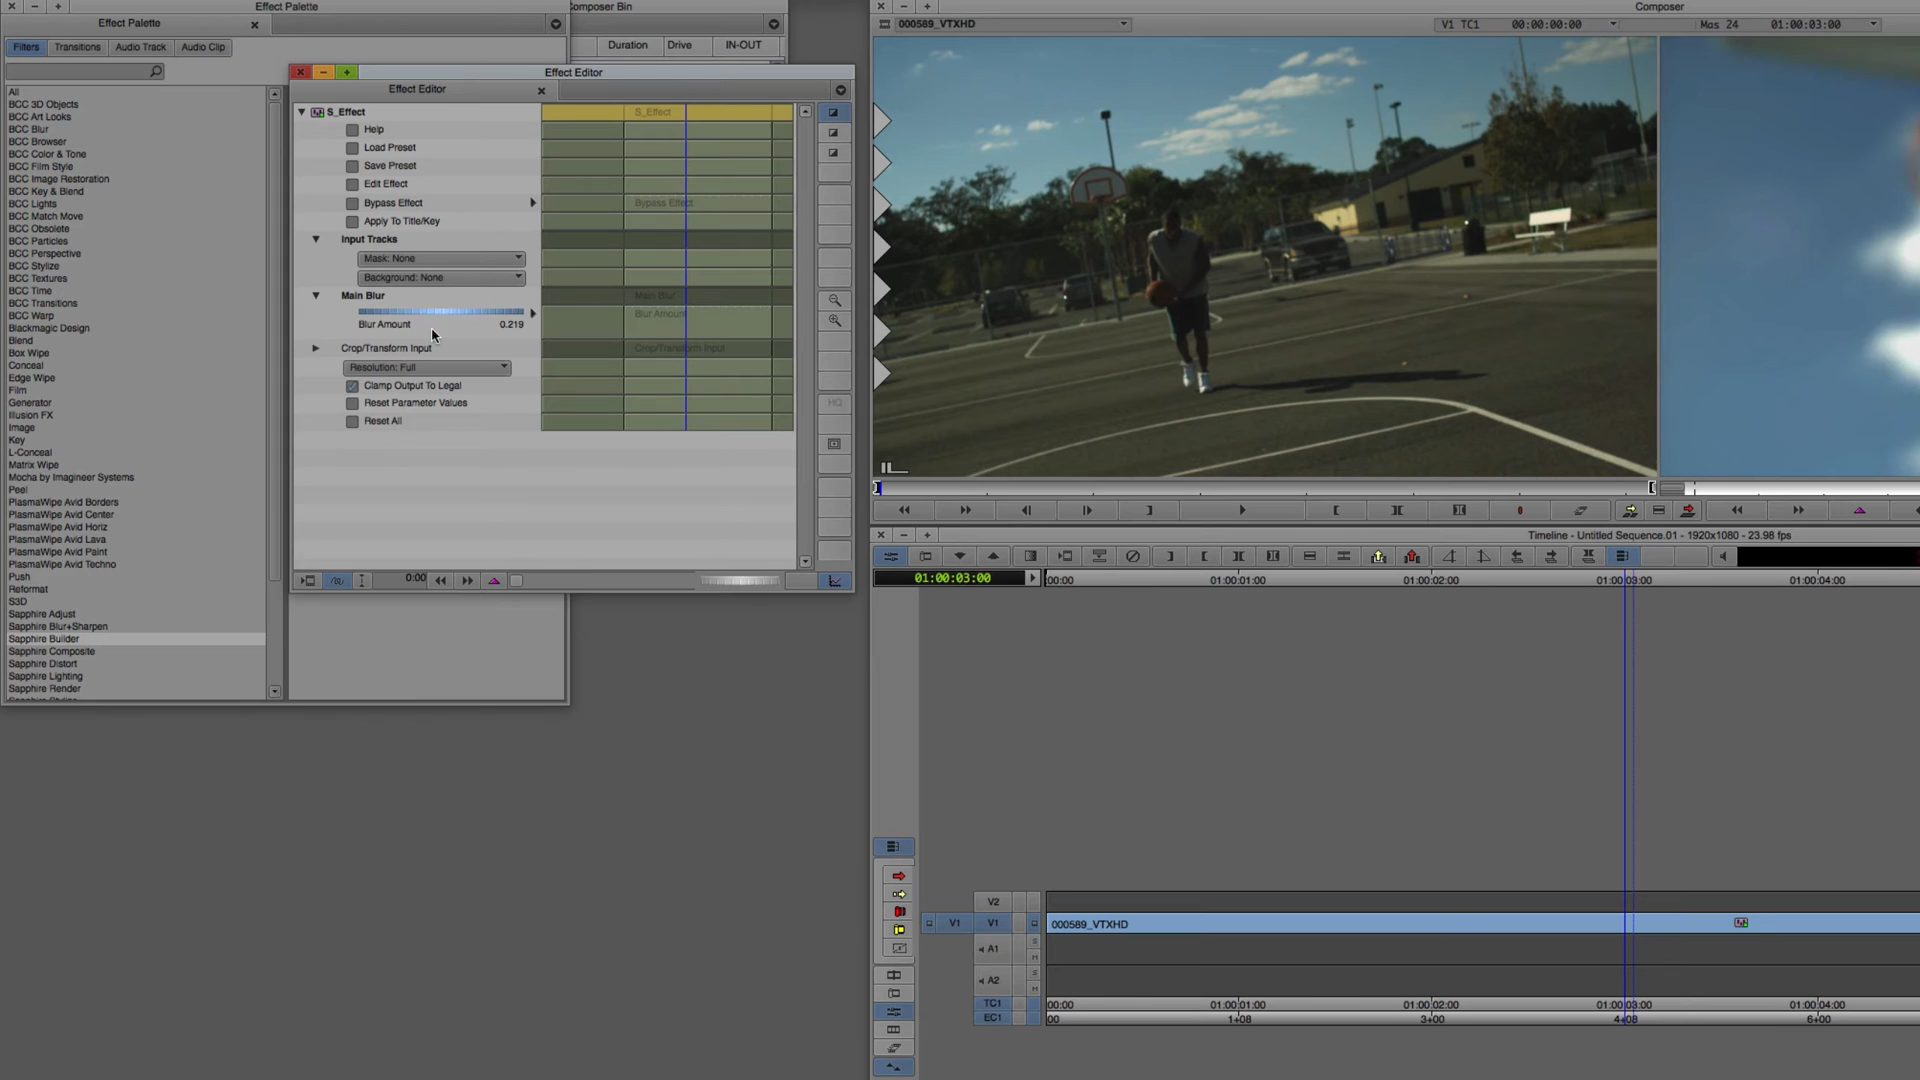 Effect Palette
Composer Bin
Composer
Effect Palette
Filters
Transitions
Audio Track
Audio Clip
Duration
Drive
IN-OUT
000589_VTXHD
V1 TC1
00:00:00:00
Mas 24
01:00:03:00
All
BCC 3D Objects
BCC Art Looks
BCC Blur
BCC Browser
BCC Color & Tone
BCC Film Style
BCC Image Restoration
BCC Key & Blend
BCC Lights
BCC Match Move
BCC Obsolete
BCC Particles
BCC Perspective
BCC Stylize
BCC Textures
BCC Time
BCC Transitions
BCC Warp
Blackmagic Design
Blend
Box Wipe
Conceal
Edge Wipe
Film
Generator
Illusion FX
Image
Key
L-Conceal
Matrix Wipe
Mocha by Imagineer Systems
Peel
PlasmaWipe Avid Borders
PlasmaWipe Avid Center
PlasmaWipe Avid Horiz
PlasmaWipe Avid Lava
PlasmaWipe Avid Paint
PlasmaWipe Avid Techno
Push
Reformat
S3D
Sapphire Adjust
Sapphire Blur+Sharpen
Sapphire Builder
Sapphire Composite
Sapphire Distort
Sapphire Lighting
Sapphire Render
Effect Editor
Effect Editor
S_Effect
S_Effect
Help
Load Preset
Save Preset
Edit Effect
Bypass Effect
Bypass Effect
Apply To Title/Key
Input Tracks
Mask: None
Background: None
Main Blur
Main Blur
Blur Amount
Blur Amount
0.219
Crop/Transform Input
Crop/Transform Input
Resolution: Full
Clamp Output To Legal
Reset Parameter Values
Reset All
HQ
0:00
Timeline - Untitled Sequence.01 - 1920x1080 - 23.98 fps
01:00:03:00
00:00
01:00:01:00
01:00:02:00
01:00:03:00
01:00:04:00
V2
V1
V1
000589_VTXHD
A1
S
M
A2
S
M
TC1
00:00
01:00:01:00
01:00:02:00
01:00:03:00
01:00:04:00
EC1
00
1+08
3+00
4+08
6+00